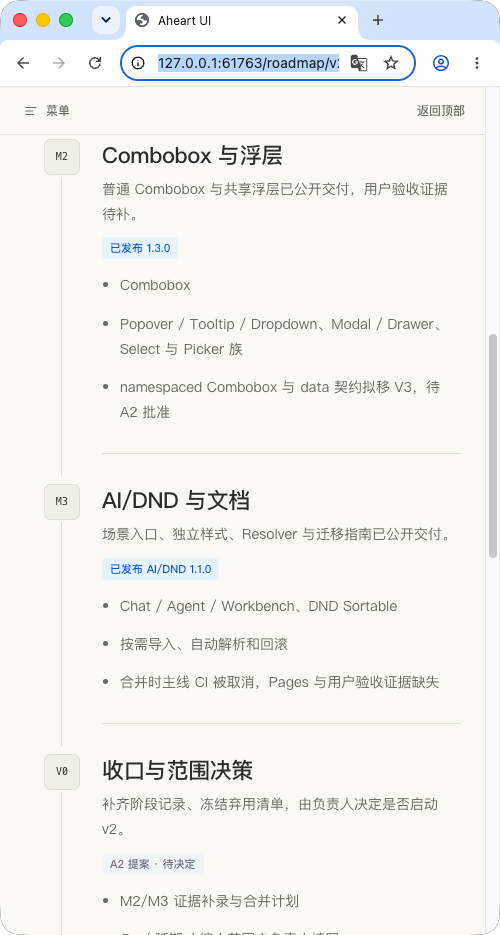 Aheart UI
127.0.0.1:61763/roadmap/v2
菜单
返回顶部
M2
Combobox 与浮层
普通 Combobox 与共享浮层已公开交付，用户验收证据
待补。
已发布 1.3.0
Combobox
Popover / Tooltip / Dropdown、Modal / Drawer、
Select 与 Picker 族
namespaced Combobox 与 data 契约拟移 V3，待
A2 批准
M3
AI/DND 与文档
场景入口、独立样式、Resolver 与迁移指南已公开交付。
已发布 AI/DND 1.1.0
Chat / Agent / Workbench、DND Sortable
按需导入、自动解析和回滚
合并时主线 CI 被取消，Pages 与用户验收证据缺失
V0
收口与范围决策
补齐阶段记录、冻结弃用清单，由负责人决定是否启动
v2。
A2 提案 · 待决定
M2/M3 证据补录与合并计划